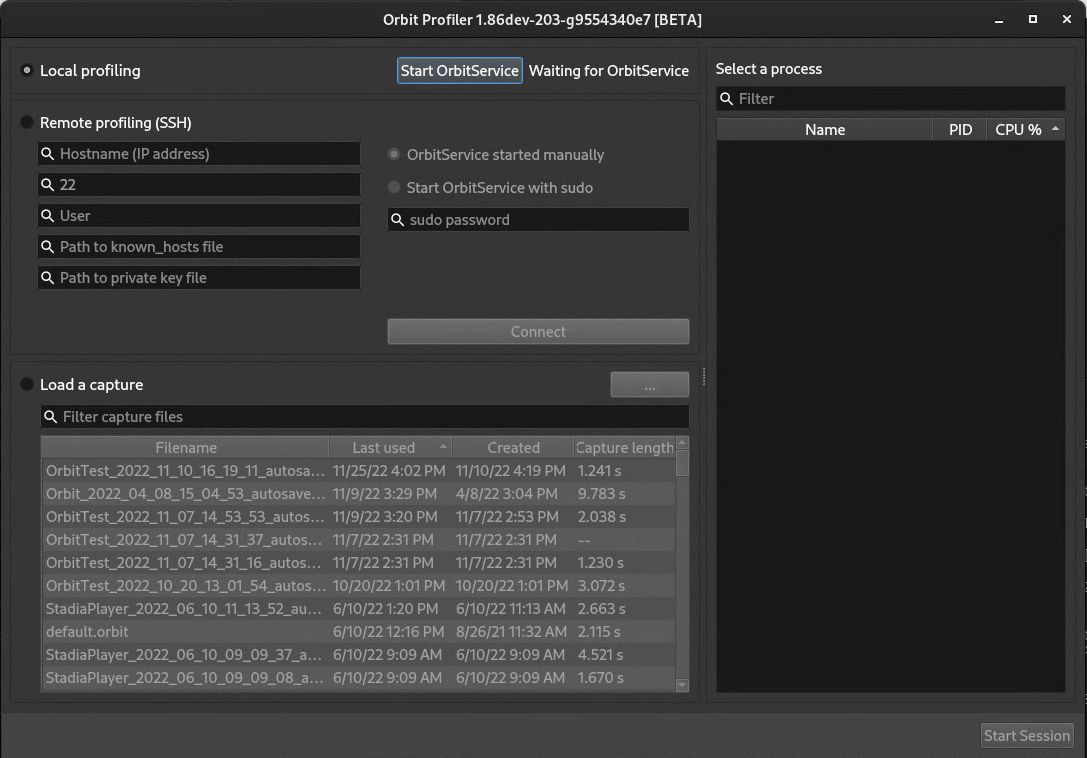 Orbit Profiler 1.86dev-203-g9554340e7 [BETA]
Local profiling
Start OrbitService
Waiting for OrbitService
Remote profiling (SSH)
Hostname (IP address)
22
User
Path to known_hosts file
Path to private key file
OrbitService started manually
Start OrbitService with sudo
sudo password
Connect
Load a capture
...
Filter capture files
Filename Last used Created Capture length
OrbitTest_2022_11_10_16_19_11_autosa... 11/25/22 4:02 PM 11/10/22 4:19 PM 1.241 s
Orbit_2022_04_08_15_04_53_autosave... 11/9/22 3:29 PM 4/8/22 3:04 PM 9.783 s
OrbitTest_2022_11_07_14_53_53_autos... 11/9/22 3:20 PM 11/7/22 2:53 PM 2.038 s
OrbitTest_2022_11_07_14_31_37_autos... 11/7/22 2:31 PM 11/7/22 2:31 PM --
OrbitTest_2022_11_07_14_31_16_autos... 11/7/22 2:31 PM 11/7/22 2:31 PM 1.230 s
OrbitTest_2022_10_20_13_01_54_autos... 10/20/22 1:01 PM 10/20/22 1:01 PM 3.072 s
StadiaPlayer_2022_06_10_11_13_52_au... 6/10/22 1:20 PM 6/10/22 11:13 AM 2.663 s
default.orbit 6/10/22 12:16 PM 8/26/21 11:32 AM 2.115 s
StadiaPlayer_2022_06_10_09_09_37_a... 6/10/22 9:09 AM 6/10/22 9:09 AM 4.521 s
StadiaPlayer_2022_06_10_09_09_08_a... 6/10/22 9:09 AM 6/10/22 9:09 AM 1.670 s
Select a process
Filter
Name PID CPU %
Start Session